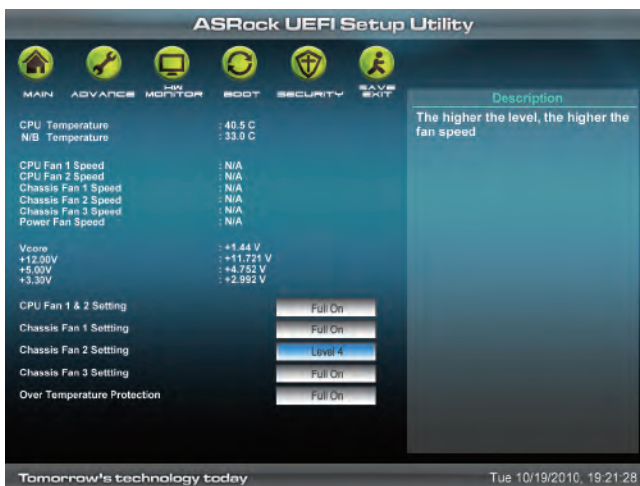 ASRock UEFI Setup Utility
MAIN ADVANCE HW MONITOR BOOT SECURITY SAVE EXIT
Description
The higher the level, the higher the
fan speed
CPU Temperature : 40.5 C
N/B Temperature : 33.0 C
CPU Fan 1 Speed : N/A
CPU Fan 2 Speed : N/A
Chassis Fan 1 Speed : N/A
Chassis Fan 2 Speed : N/A
Chassis Fan 3 Speed : N/A
Power Fan Speed : N/A
Vcore : +1.44 V
+12.00V : +11.721 V
+5.00V : +4.752 V
+3.30V : +2.992 V
CPU Fan 1 & 2 Setting Full On
Chassis Fan 1 Settting Full On
Chassis Fan 2 Settting Level 4
Chassis Fan 3 Settting Full On
Over Temperature Protection Full On
Tomorrow's technology today
Tue 10/19/2010, 19:21:28